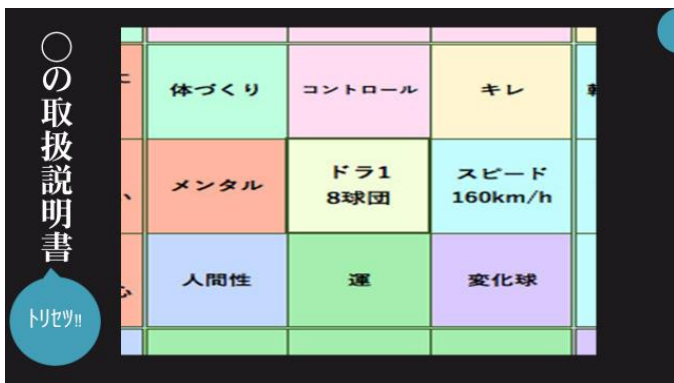 〇の取扱説明書
トリセツ!!
体づくり
コントロール
キレ
メンタル
ドラ1
8球団
スピード
160km/h
人間性
運
変化球